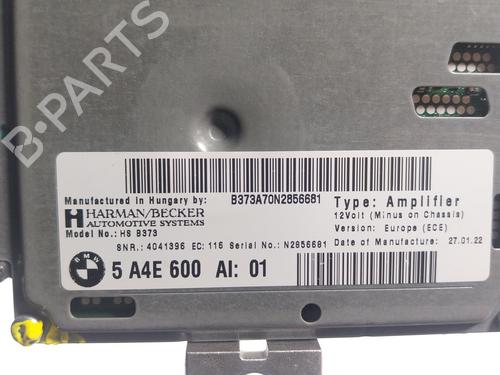 B-PARTS
Manufactured in Hungary by:
B373A70N2856681
HARMAN/BECKER
AUTOMOTIVE SYSTEMS
Model No.: HS B373
SNR.: 4041396 EC: 116 Serial No.: N2856681
Type: Amplifier
12Volt (Minus on Chassis)
Version: Europe (ECE)
Date of Manufacture: 27.01.22
BMW
5 A4E 600 AI: 01